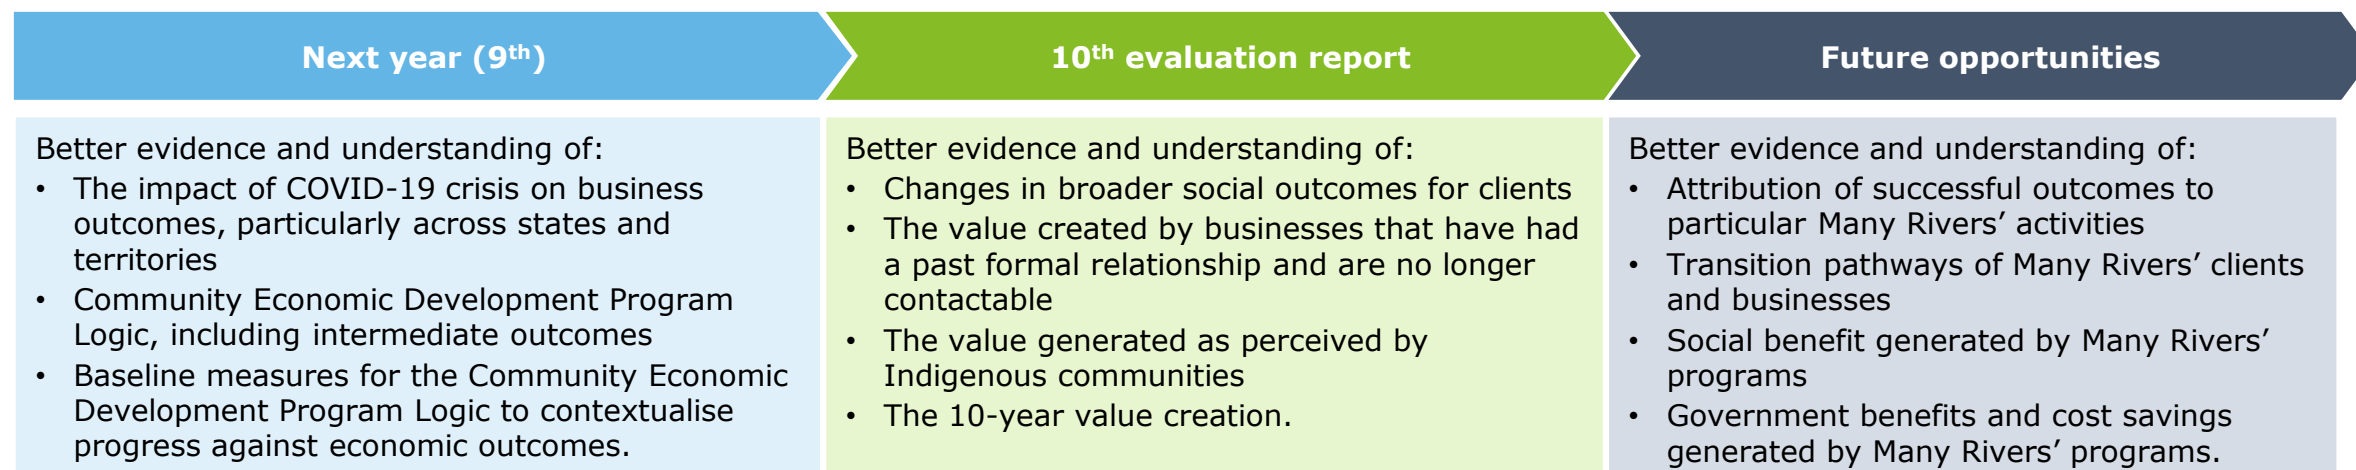 Next year (9th)
10th evaluation report
Future opportunities
Better evidence and understanding of:
• The impact of COVID-19 crisis on business
outcomes, particularly across states and
territories
• Community Economic Development Program
Logic, including intermediate outcomes
• Baseline measures for the Community Economic
Development Program Logic to contextualise
progress against economic outcomes.
Better evidence and understanding of:
• Changes in broader social outcomes for clients
• The value created by businesses that have had
a past formal relationship and are no longer
contactable
• The value generated as perceived by
Indigenous communities
• The 10-year value creation.
Better evidence and understanding of:
• Attribution of successful outcomes to
particular Many Rivers’ activities
• Transition pathways of Many Rivers’ clients
and businesses
• Social benefit generated by Many Rivers’
programs
• Government benefits and cost savings
generated by Many Rivers’ programs.